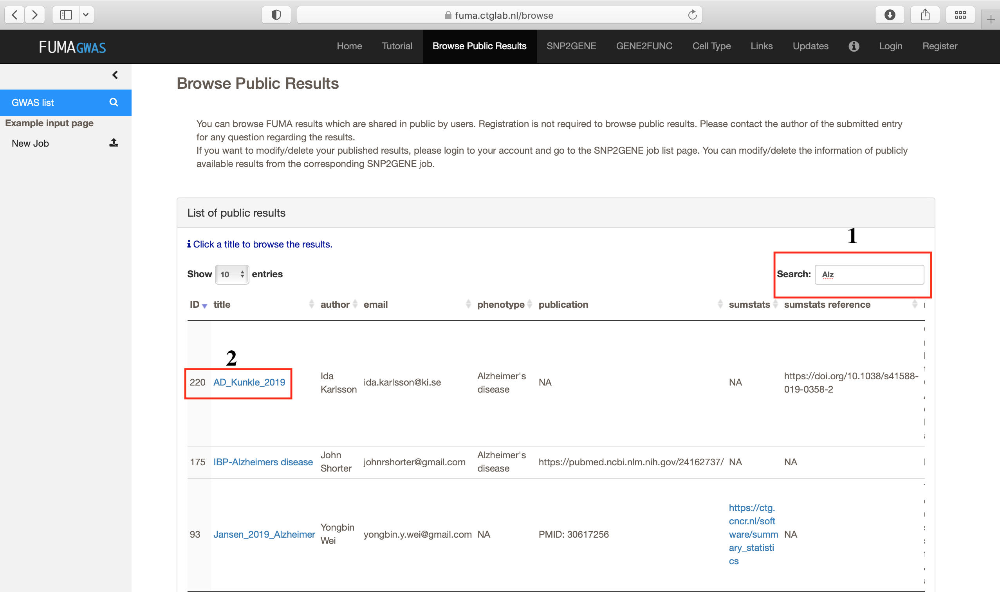 fuma.ctglab.nl/browse
FUMAGWAS
Home Tutorial Browse Public Results SNP2GENE GENE2FUNC Cell Type Links Updates Login Register
GWAS list
Example input page
New Job
Browse Public Results
You can browse FUMA results which are shared in public by users. Registration is not required to browse public results. Please contact the author of the submitted entry
for any question regarding the results.
If you want to modify/delete your published results, please login to your account and go to the SNP2GENE job list page. You can modify/delete the information of publicly
available results from the corresponding SNP2GENE job.
List of public results
1
Click a title to browse the results.
Show 10 entries
Search: Alz
ID title author email phenotype publication sumstats sumstats reference
2
220 AD_Kunkle_2019 Ida Karlsson ida.karlsson@ki.se Alzheimer's disease NA NA https://doi.org/10.1038/s41588-019-0358-2
175 IBP-Alzheimers disease John Shorter johnrshorter@gmail.com Alzheimer's disease https://pubmed.ncbi.nlm.nih.gov/24162737/ NA NA
93 Jansen_2019_Alzheimer Yongbin Wei yongbin.y.wei@gmail.com NA PMID: 30617256 https://ctg.cncr.nl/software/summary_statistics NA